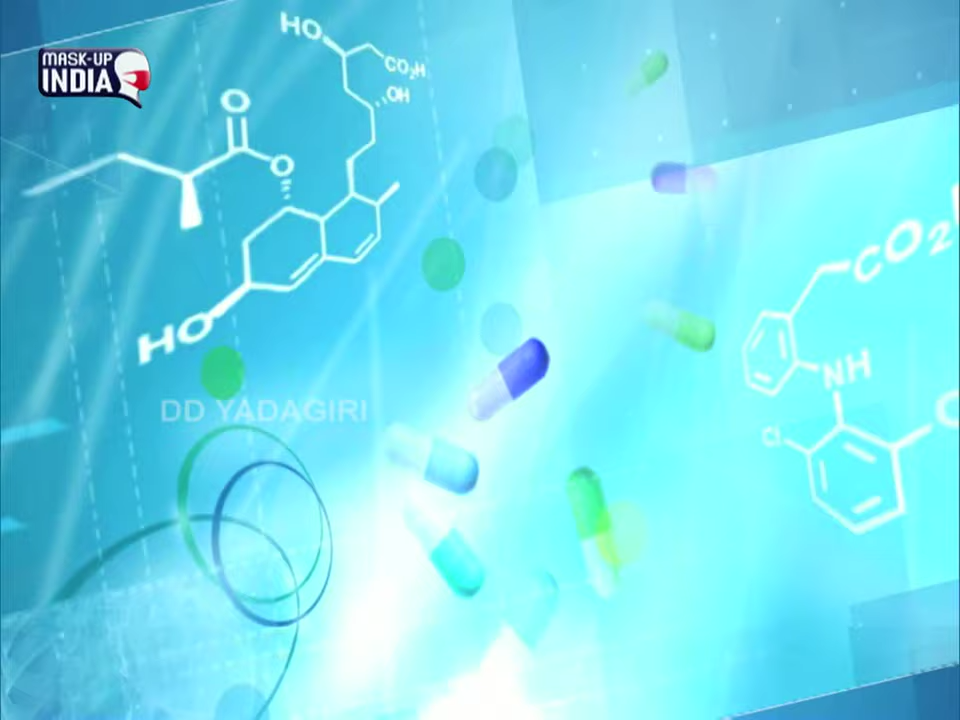 MASK-UP
INDIA
HO
CO₂H
OH
O
O
HO
DD YADAGIRI
CO₂
NH
Cl